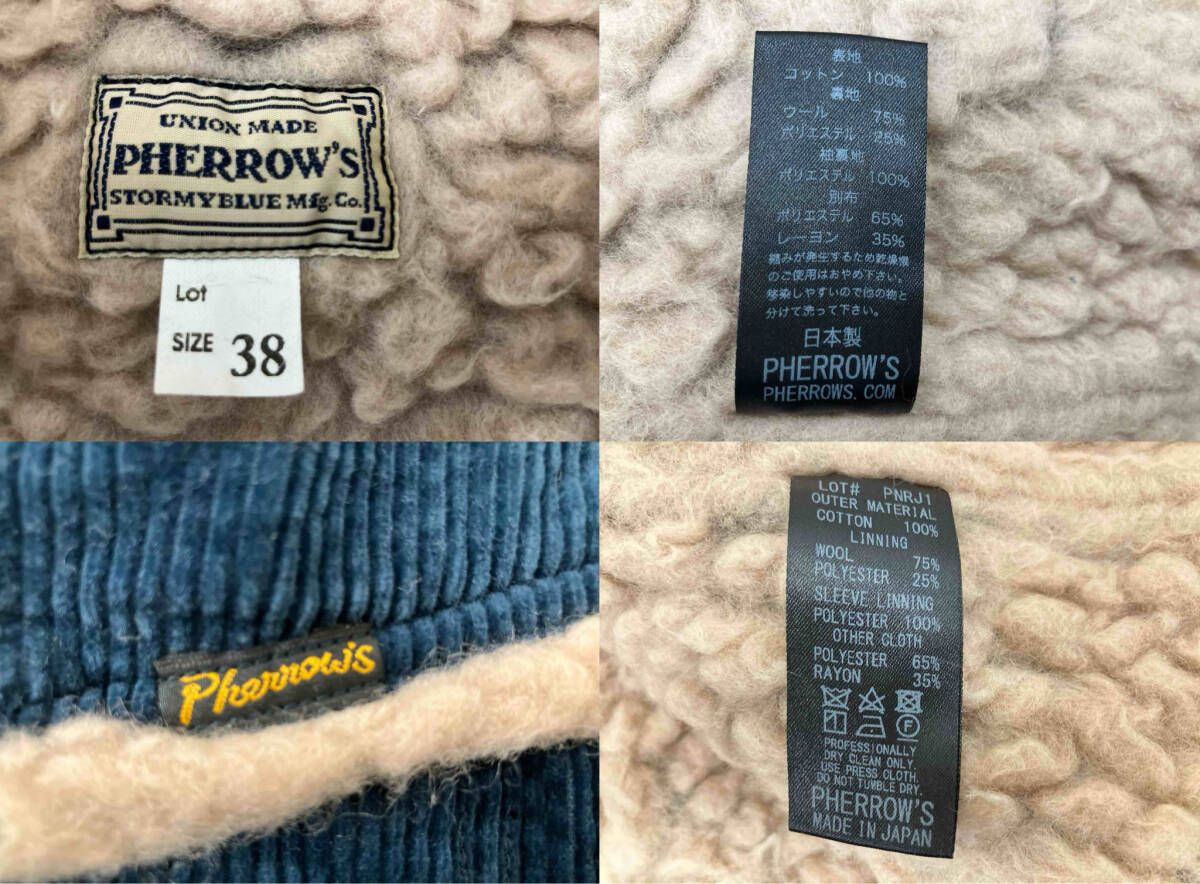 UNION MADE
PHERROW'S
STORMYBLUE Mfg. Co.
Lot
SIZE 38
表地
コットン 100%
裏地
ウール 75%
ポリエステル 25%
袖裏地
ポリエステル 100%
別布
ポリエステル 65%
レーヨン 35%
縮みが発生するため乾燥機
のご使用はおやめ下さい。
移染しやすいので他の物と
分けて洗って下さい。
日本製
PHERROW'S
PHERROWS.COM
Pherrow's
LOT# PNRJ1
OUTER MATERIAL
COTTON 100%
LINNING
WOOL 75%
POLYESTER 25%
SLEEVE LINNING
POLYESTER 100%
OTHER CLOTH
POLYESTER 65%
RAYON 35%
PROFESSIONALLY
DRY CLEAN ONLY.
USE PRESS CLOTH.
DO NOT TUMBLE DRY.
PHERROW'S
MADE IN JAPAN